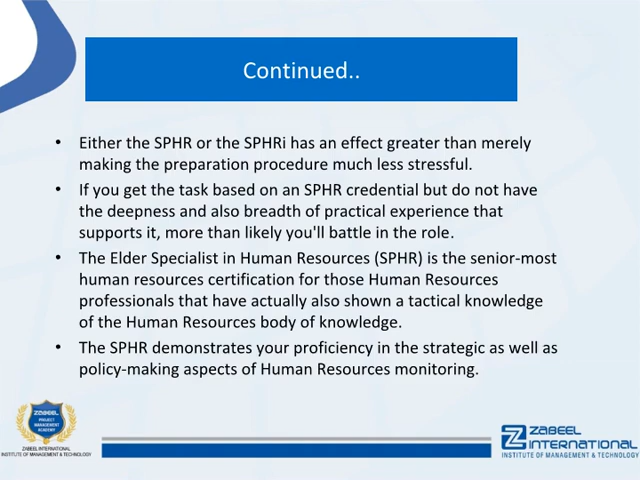 Continued..
• Either the SPHR or the SPHRi has an effect greater than merely
making the preparation procedure much less stressful.
• If you get the task based on an SPHR credential but do not have
the deepness and also breadth of practical experience that
supports it, more than likely you'll battle in the role.
• The Elder Specialist in Human Resources (SPHR) is the senior-most
human resources certification for those Human Resources
professionals that have actually also shown a tactical knowledge
of the Human Resources body of knowledge.
• The SPHR demonstrates your proficiency in the strategic as well as
policy-making aspects of Human Resources monitoring.
ZABEEL
PROJECT
MANAGEMENT
ACADEMY
ZABEEL INTERNATIONAL
INSTITUTE OF MANAGEMENT & TECHNOLOGY
ZABEEL
INTERNATIONAL
INSTITUTE OF MANAGEMENT & TECHNOLOGY